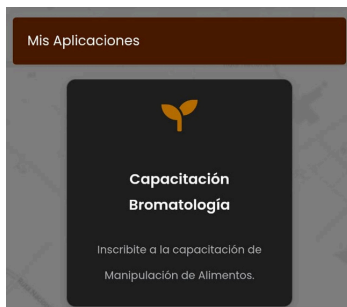 Mis Aplicaciones
Capacitación
Bromatología
Inscribite a la capacitación de
Manipulación de Alimentos.